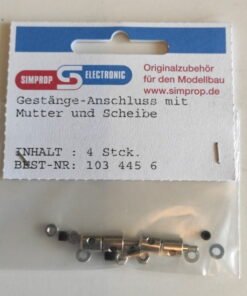 SIMPROP S ELECTRONIC
Originalzubehör
für den Modellbau
www.simprop.de
Gestänge-Anschluss mit
Mutter und Scheibe
INHALT : 4 Stck.
BEST-NR: 103 445 6